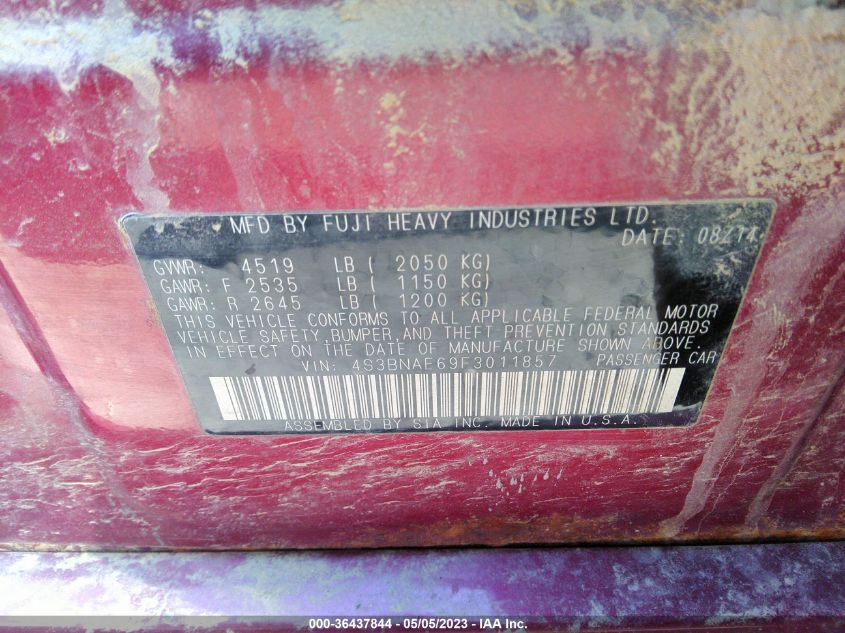 MFD BY FUJI HEAVY INDUSTRIES LTD.
DATE: 08/14
GVWR: 4519 LB ( 2050 KG)
GAWR: F 2535 LB ( 1150 KG)
GAWR: R 2645 LB ( 1200 KG)
THIS VEHICLE CONFORMS TO ALL APPLICABLE FEDERAL MOTOR
VEHICLE SAFETY,BUMPER,AND THEFT PREVENTION STANDARDS
IN EFFECT ON THE DATE OF MANUFACTURE SHOWN ABOVE.
VIN: 4S3BNAE69F3011857 PASSENGER CAR
ASSEMBLED BY SIA INC. MADE IN U.S.A.
000-36437844 - 05/05/2023 - IAA Inc.